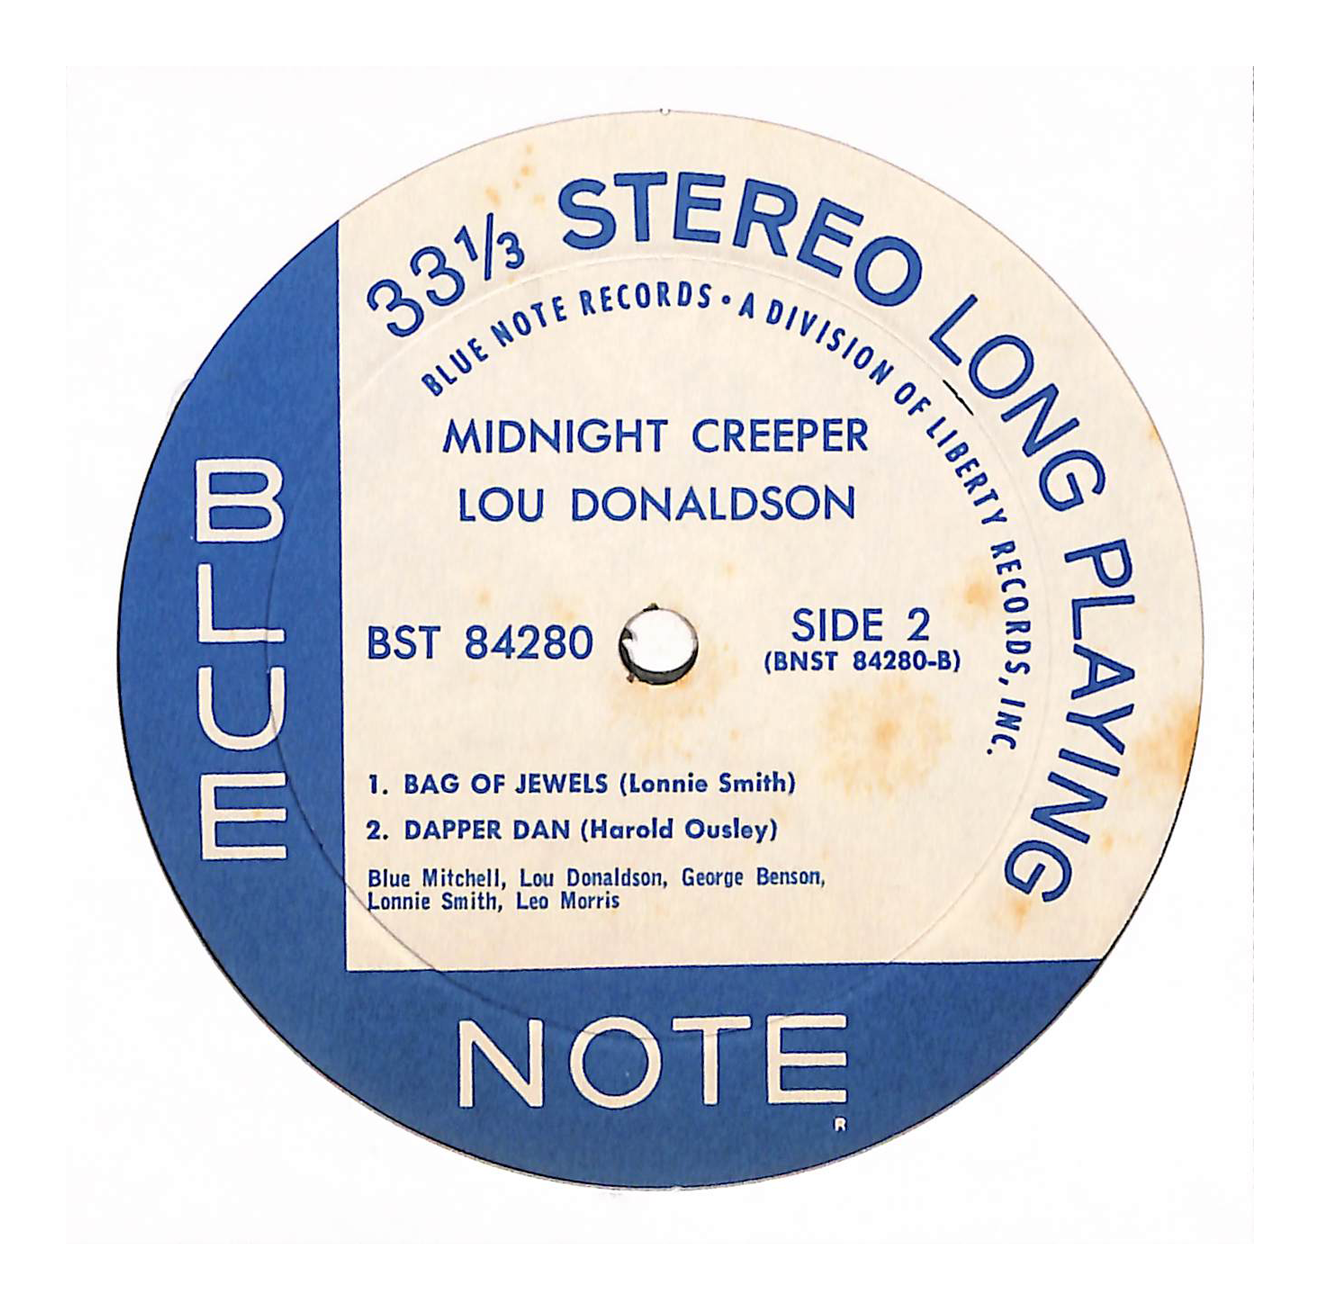 33⅓ STEREO LONG PLAYING
BLUE NOTE RECORDS • A DIVISION OF LIBERTY RECORDS, INC.
MIDNIGHT CREEPER
LOU DONALDSON
BST 84280
SIDE 2
(BNST 84280-B)
1. BAG OF JEWELS (Lonnie Smith)
2. DAPPER DAN (Harold Ousley)
Blue Mitchell, Lou Donaldson, George Benson,
Lonnie Smith, Leo Morris
BLUE
NOTE
R